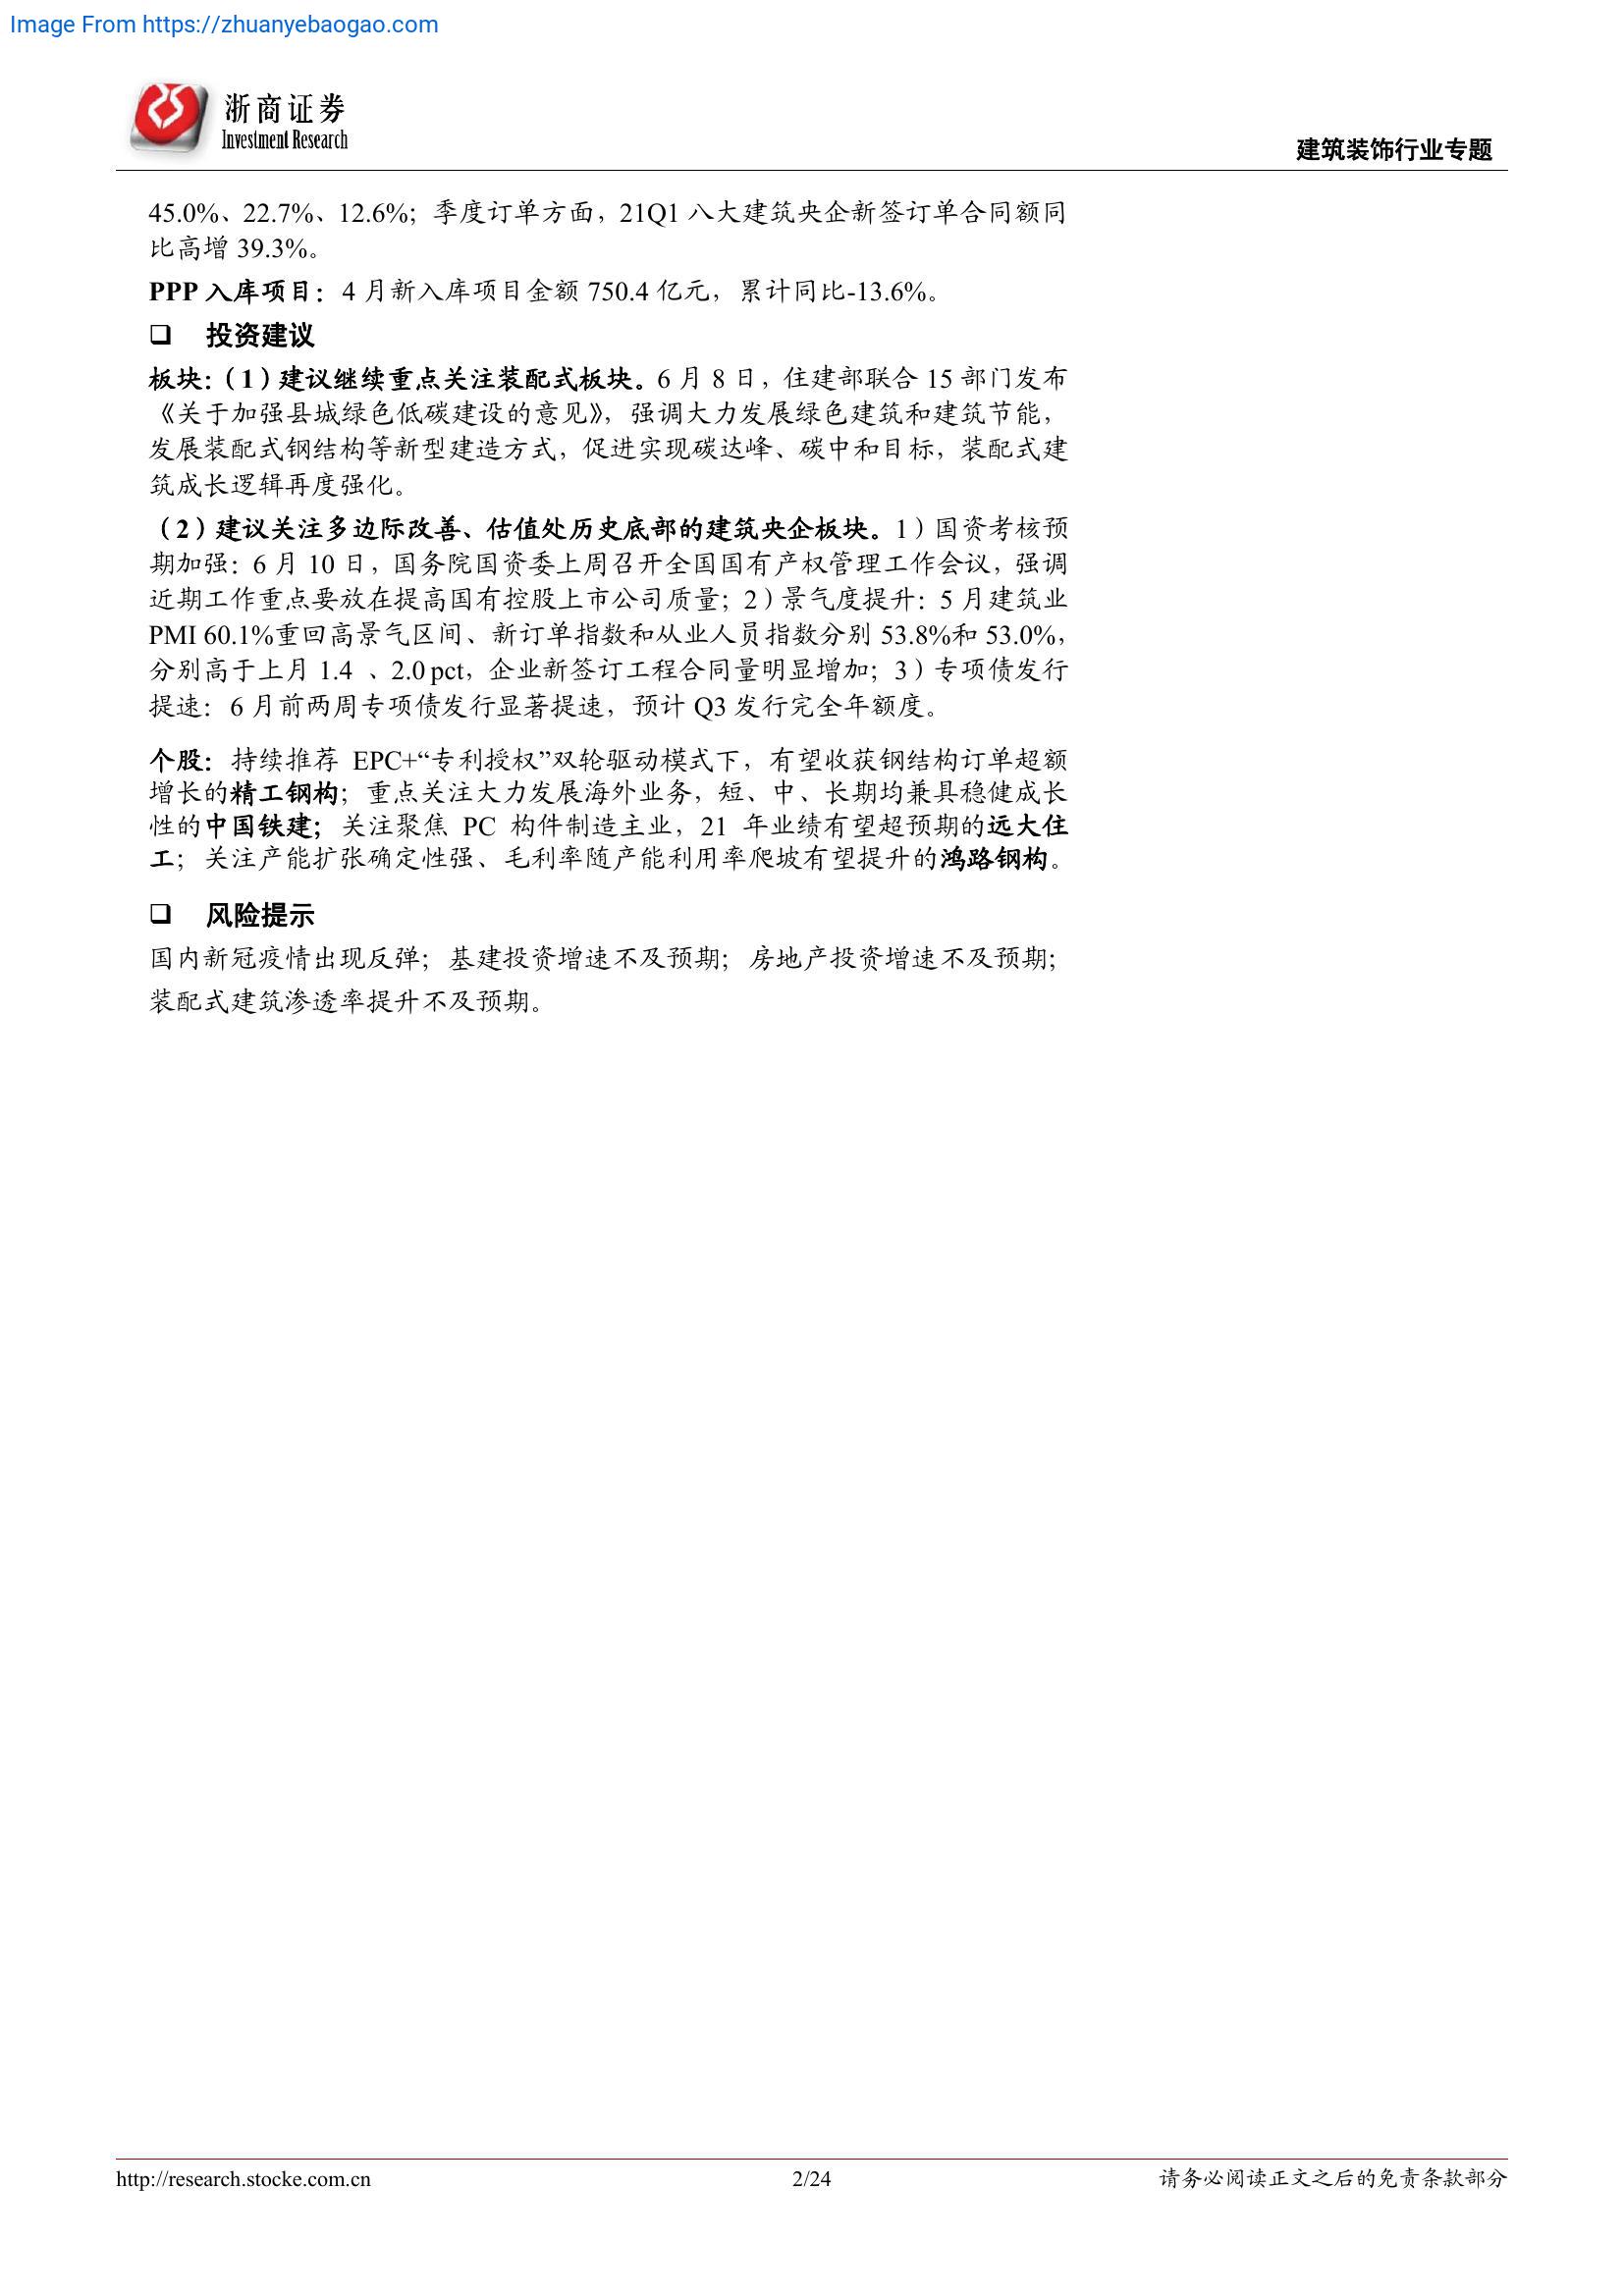 Image From https://zhuanyebaogao.com
浙商证券
Investment Research
建筑装饰行业专题
45.0%、22.7%、12.6%；季度订单方面，21Q1 八大建筑央企新签订单合同额同
比高增 39.3%。
PPP 入库项目：4 月新入库项目金额 750.4 亿元，累计同比-13.6%。
❑ 投资建议
板块：（1）建议继续重点关注装配式板块。6 月 8 日，住建部联合 15 部门发布
《关于加强县城绿色低碳建设的意见》，强调大力发展绿色建筑和建筑节能，
发展装配式钢结构等新型建造方式，促进实现碳达峰、碳中和目标，装配式建
筑成长逻辑再度强化。
（2）建议关注多边际改善、估值处历史底部的建筑央企板块。1）国资考核预
期加强：6 月 10 日，国务院国资委上周召开全国国有产权管理工作会议，强调
近期工作重点要放在提高国有控股上市公司质量；2）景气度提升：5 月建筑业
PMI 60.1%重回高景气区间、新订单指数和从业人员指数分别 53.8%和 53.0%，
分别高于上月 1.4 、2.0 pct，企业新签订工程合同量明显增加；3）专项债发行
提速：6 月前两周专项债发行显著提速，预计 Q3 发行完全年额度。
个股：持续推荐 EPC+“专利授权”双轮驱动模式下，有望收获钢结构订单超额
增长的精工钢构；重点关注大力发展海外业务，短、中、长期均兼具稳健成长
性的中国铁建；关注聚焦 PC 构件制造主业，21 年业绩有望超预期的远大住
工；关注产能扩张确定性强、毛利率随产能利用率爬坡有望提升的鸿路钢构。
❑ 风险提示
国内新冠疫情出现反弹；基建投资增速不及预期；房地产投资增速不及预期；
装配式建筑渗透率提升不及预期。
http://research.stocke.com.cn
2/24
请务必阅读正文之后的免责条款部分